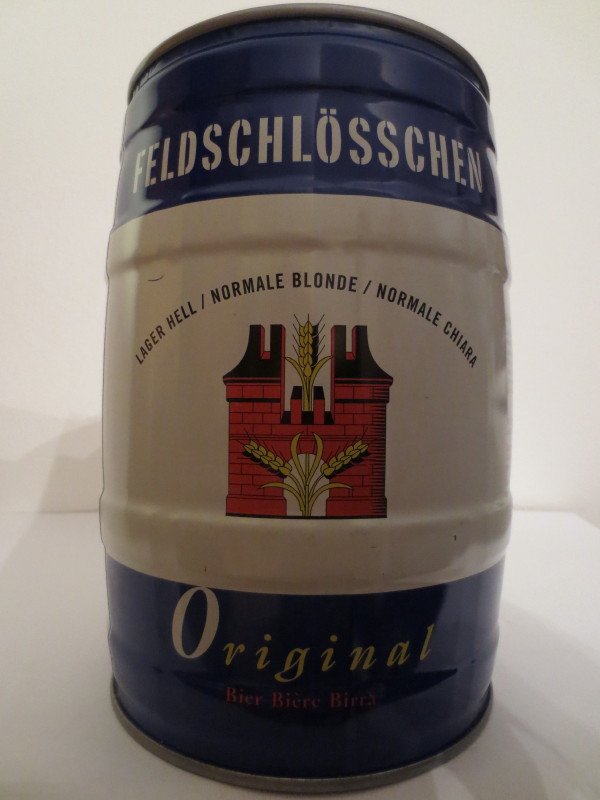 FELDSCHLÖSSCHEN
LAGER HELL / NORMALE BLONDE / NORMALE CHIARA
Original
Bier Bière Birra